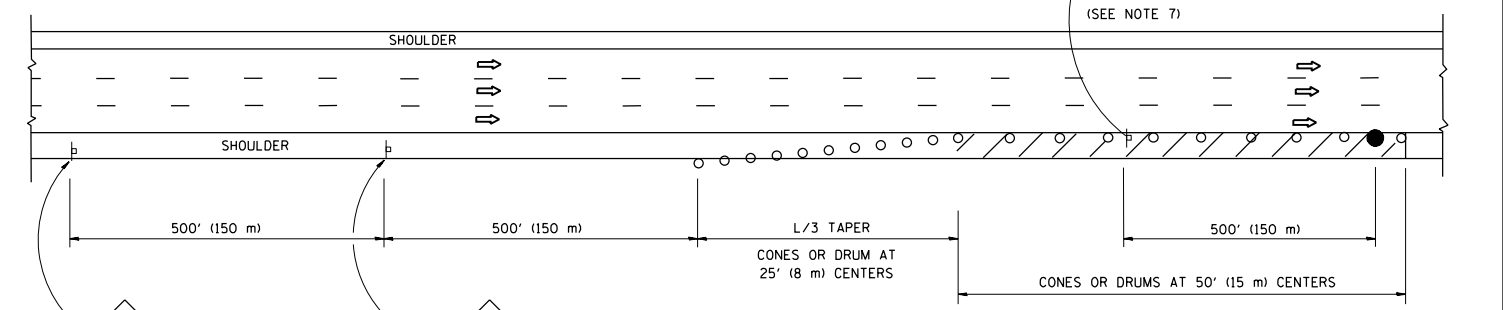 (SEE NOTE 7)
SHOULDER
SHOULDER
500' (150 m)
500' (150 m)
L/3 TAPER
500' (150 m)
CONES OR DRUM AT
25' (8 m) CENTERS
CONES OR DRUMS AT 50' (15 m) CENTERS